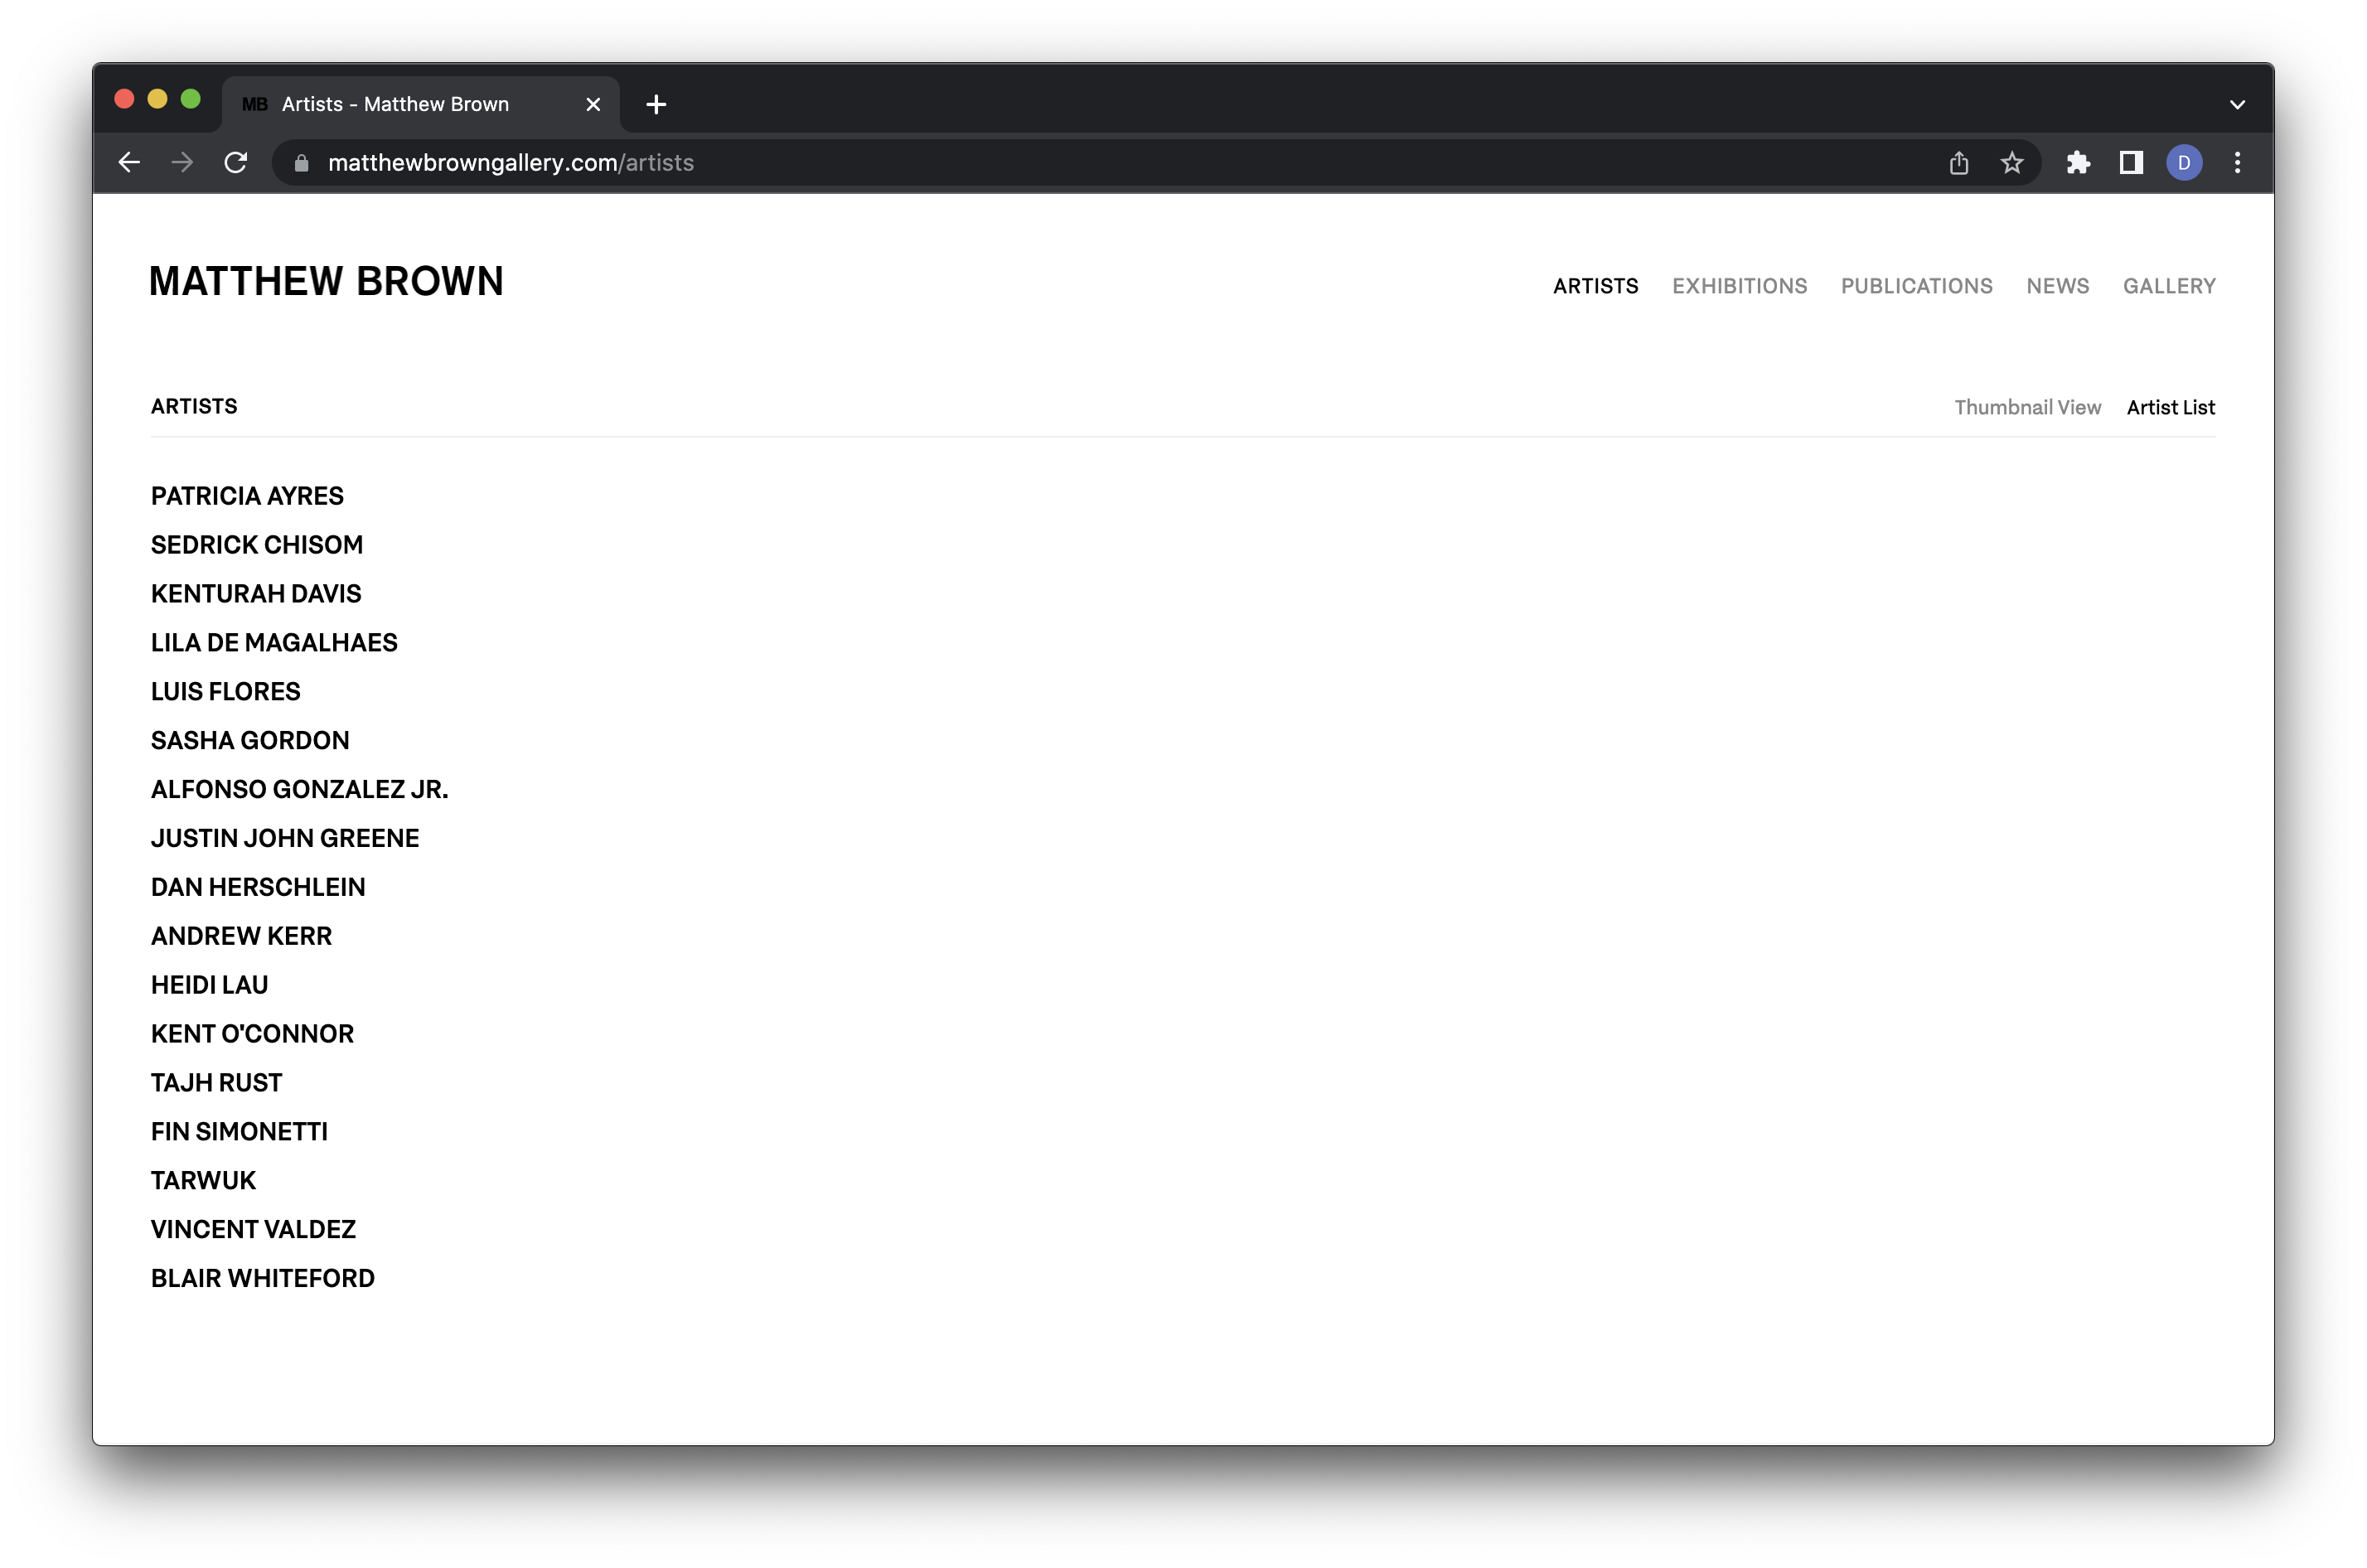 MB Artists - Matthew Brown
matthewbrowngallery.com/artists
D
MATTHEW BROWN
ARTISTS EXHIBITIONS PUBLICATIONS NEWS GALLERY
ARTISTS
Thumbnail View Artist List
PATRICIA AYRES
SEDRICK CHISOM
KENTURAH DAVIS
LILA DE MAGALHAES
LUIS FLORES
SASHA GORDON
ALFONSO GONZALEZ JR.
JUSTIN JOHN GREENE
DAN HERSCHLEIN
ANDREW KERR
HEIDI LAU
KENT O'CONNOR
TAJH RUST
FIN SIMONETTI
TARWUK
VINCENT VALDEZ
BLAIR WHITEFORD